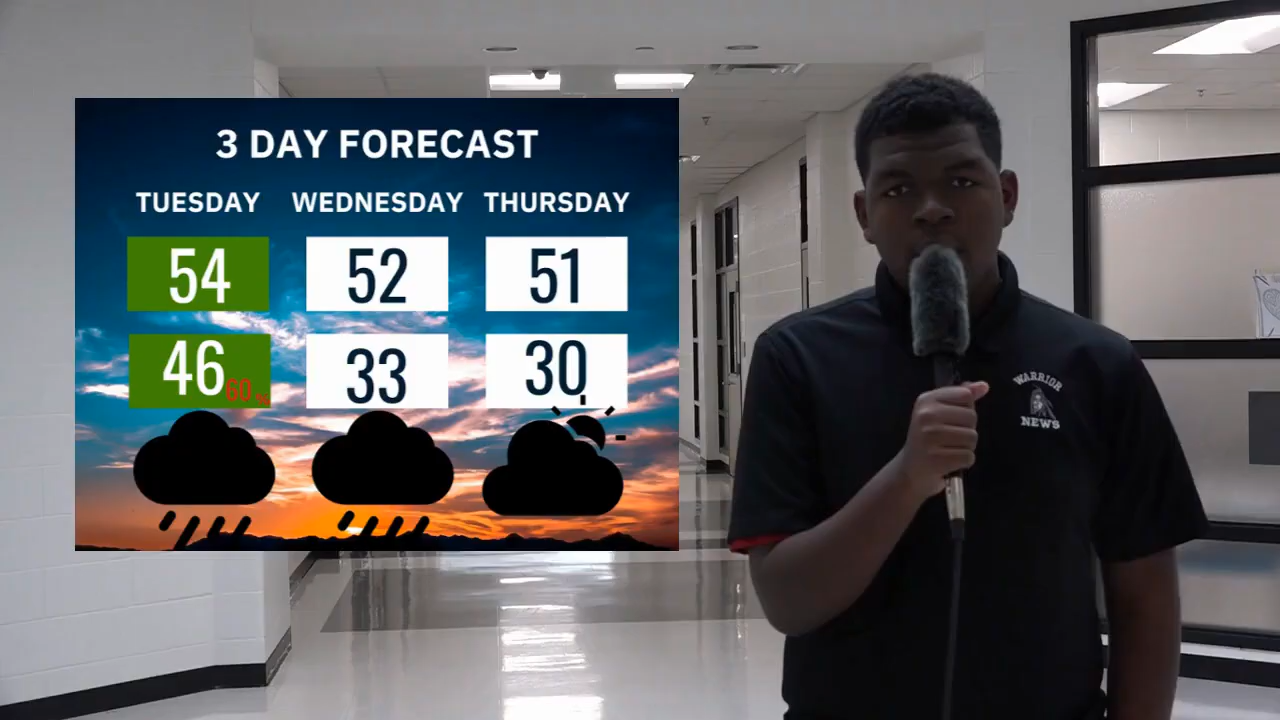 3 DAY FORECAST
TUESDAY WEDNESDAY THURSDAY
54 52 51
46 60% 33 30
WARRIOR
NEWS